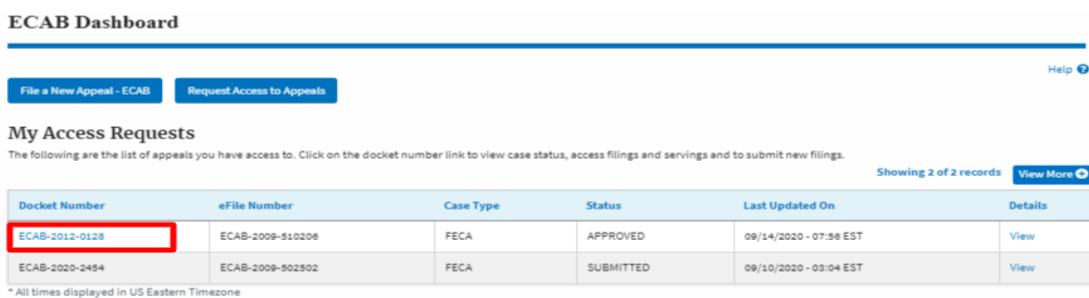 ECAB Dashboard
Help
File a New Appeal - ECAB Request Access to Appeals
My Access Requests
The following are the list of appeals you have access to. Click on the docket number link to view case status, access filings and servings and to submit new filings.
Showing 2 of 2 records View More
Docket Number eFile Number Case Type Status Last Updated On Details
ECAB-2012-0128 ECAB-2009-510206 FECA APPROVED 09/14/2020 - 07:56 EST View
ECAB-2020-2454 ECAB-2009-502502 FECA SUBMITTED 09/10/2020 - 03:04 EST View
* All times displayed in US Eastern Timezone